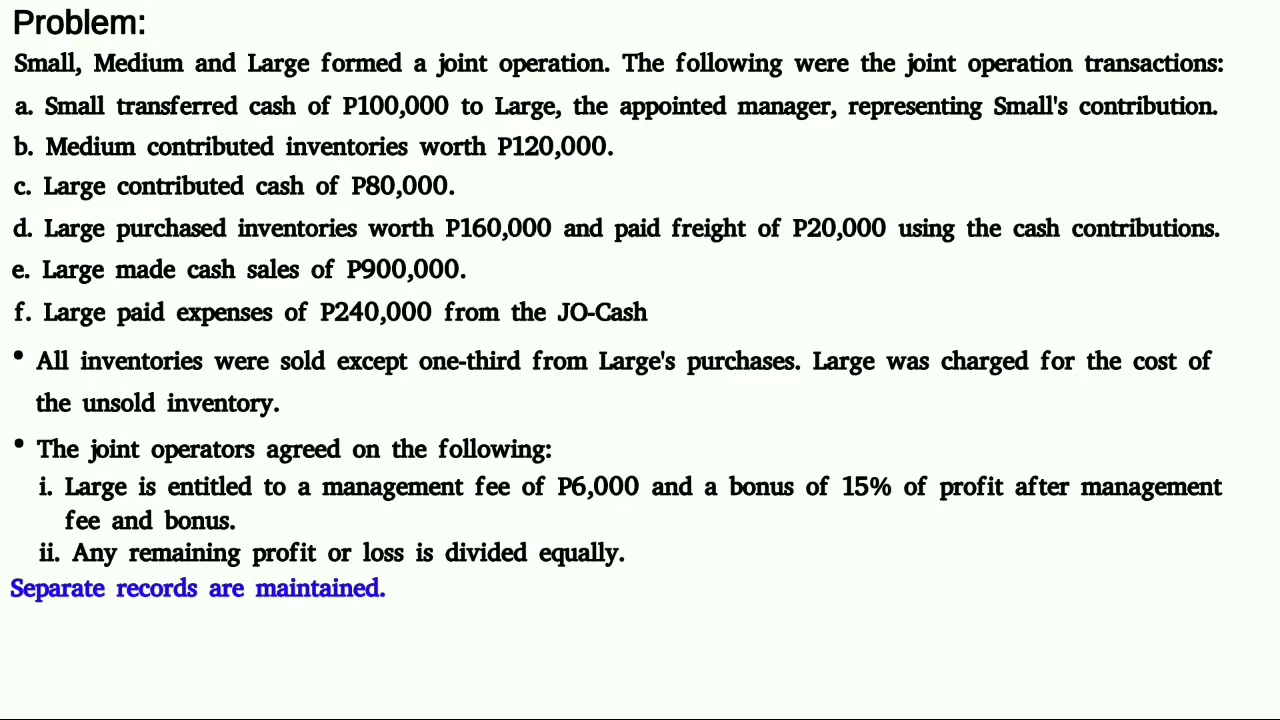 Problem:
Small, Medium and Large formed a joint operation. The following were the joint operation transactions:
a. Small transferred cash of P100,000 to Large, the appointed manager, representing Small's contribution.
b. Medium contributed inventories worth P120,000.
c. Large contributed cash of P80,000.
d. Large purchased inventories worth P160,000 and paid freight of P20,000 using the cash contributions.
e. Large made cash sales of P900,000.
f. Large paid expenses of P240,000 from the JO-Cash
• All inventories were sold except one-third from Large's purchases. Large was charged for the cost of
the unsold inventory.
• The joint operators agreed on the following:
i. Large is entitled to a management fee of P6,000 and a bonus of 15% of profit after management
fee and bonus.
ii. Any remaining profit or loss is divided equally.
Separate records are maintained.